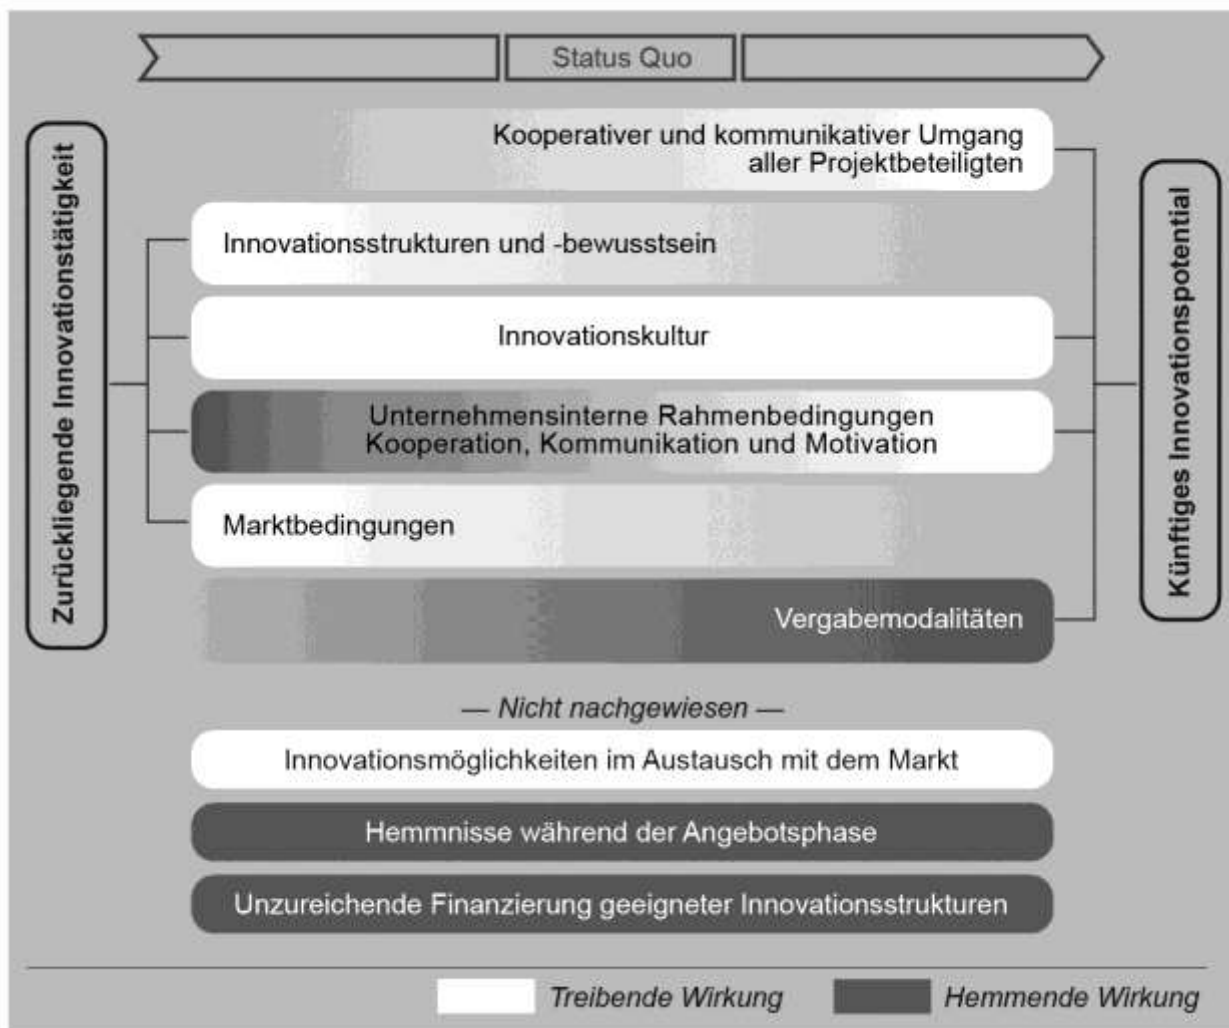 Status Quo
Zurückliegende Innovationstätigkeit
Kooperativer und kommunikativer Umgang
aller Projektbeteiligten
Innovationsstrukturen und -bewusstsein
Innovationskultur
Unternehmensinterne Rahmenbedingungen
Kooperation, Kommunikation und Motivation
Marktbedingungen
Vergabemodalitäten
Künftiges Innovationspotential
— Nicht nachgewiesen —
Innovationsmöglichkeiten im Austausch mit dem Markt
Hemmnisse während der Angebotsphase
Unzureichende Finanzierung geeigneter Innovationsstrukturen
Treibende Wirkung
Hemmende Wirkung